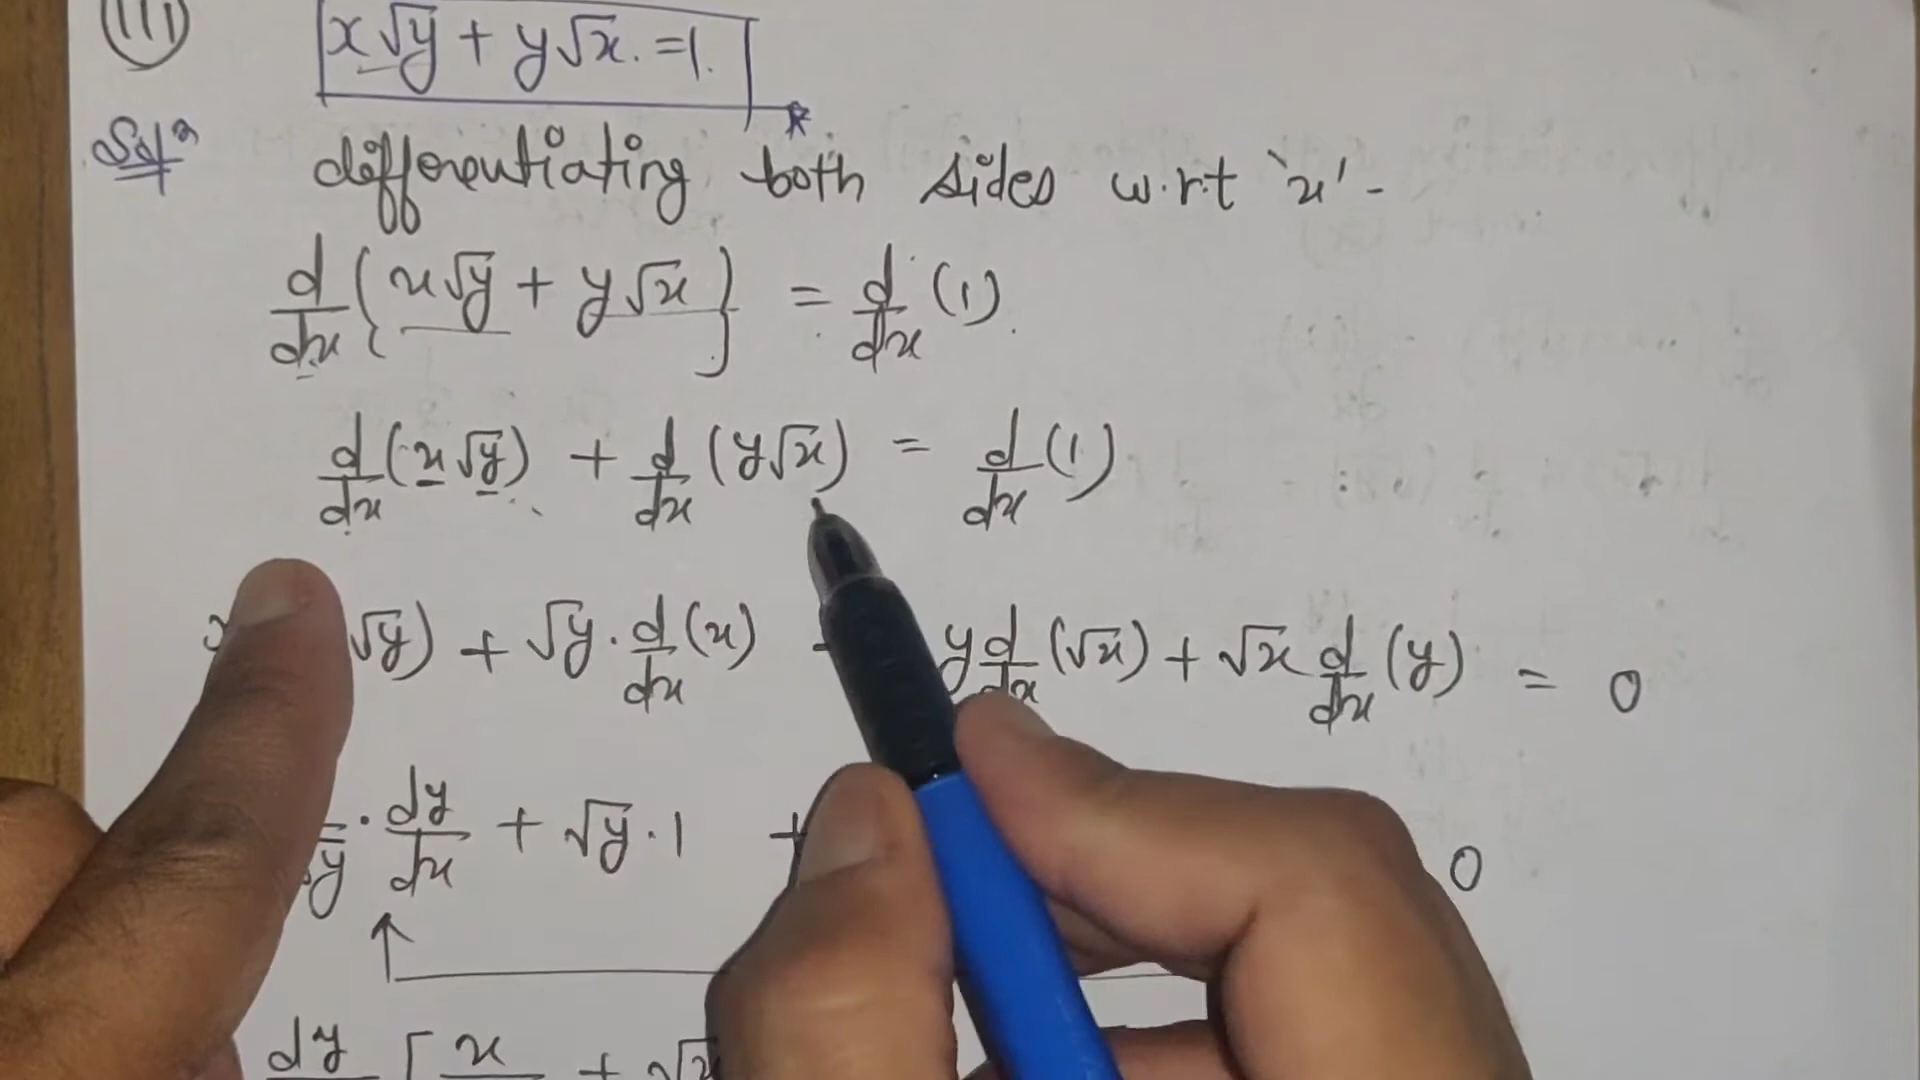 (111) x√y + y√x. =1.
Solⁿ differentiating both sides w.r.t 'x' -
d/dx {x√y + y√x} = d/dx (1)
d/dx (x√y) + d/dx (y√x) = d/dx (1)
√y) + √y · d/dx (x) y d/dx (√x) + √x d/dx (y) = 0
y · dy/dx + √y · 1 + 0
dy [ x + √x